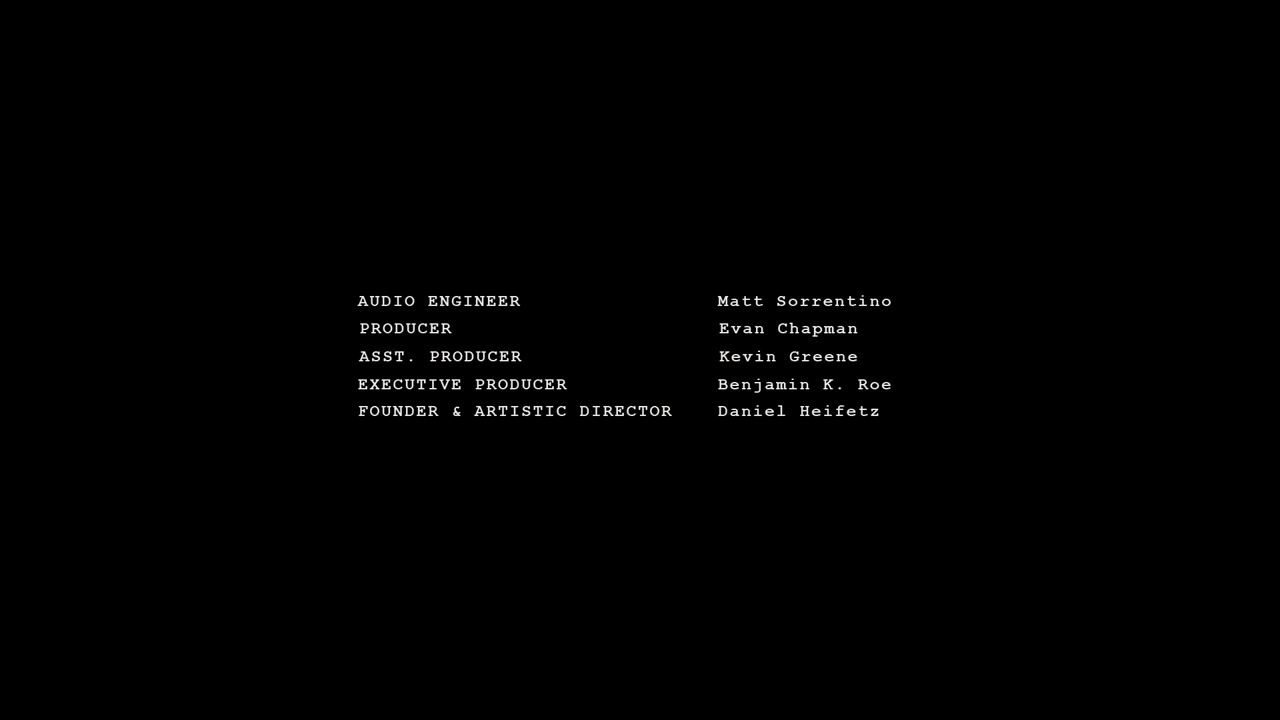 AUDIO ENGINEER Matt Sorrentino
PRODUCER Evan Chapman
ASST. PRODUCER Kevin Greene
EXECUTIVE PRODUCER Benjamin K. Roe
FOUNDER & ARTISTIC DIRECTOR Daniel Heifetz